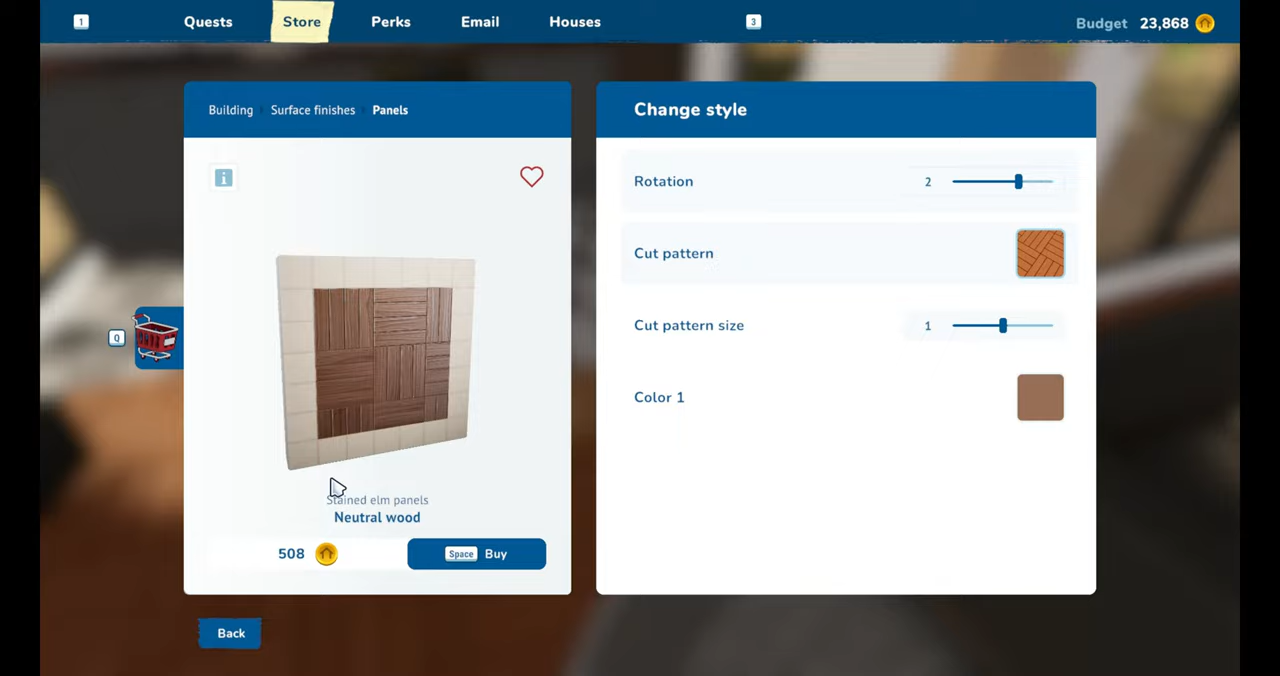 1 Quests Store Perks Email Houses 3 Budget 23,868
Building Surface finishes Panels
i
Q
Stained elm panels
Neutral wood
508 Space Buy
Back
Change style
Rotation 2
Cut pattern
Cut pattern size 1
Color 1